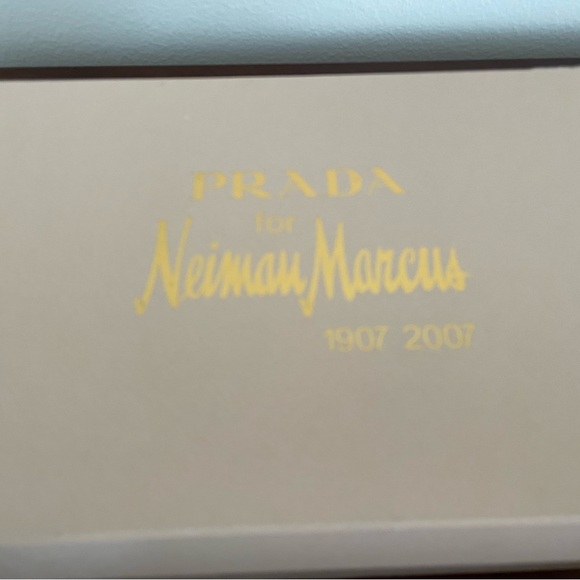 PRADA
for
Neiman Marcus
1907 2007